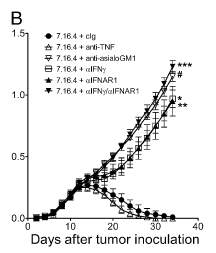 B
1.5
7.16.4 + cIg
7.16.4 + anti-TNF
7.16.4 + anti-asialoGM1
7.16.4 + αIFNγ
7.16.4 + αIFNAR1
7.16.4 + αIFNγ/αIFNAR1
***
#
1.0
*
**
0.5
0.0
0 10 20 30 40
Days after tumor inoculation